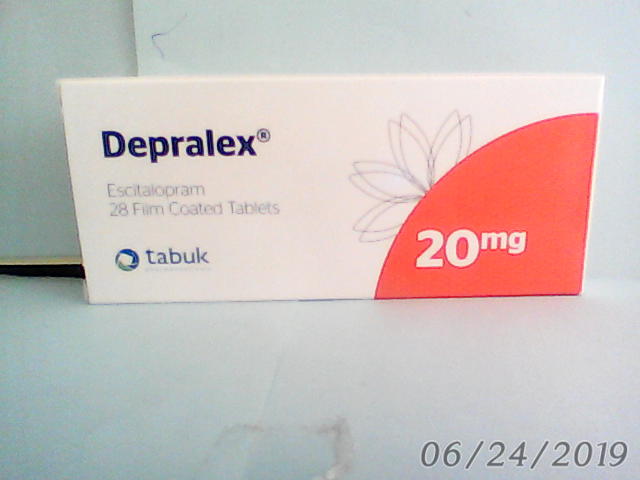 Depralex®
Escitalopram
28 Film Coated Tablets
tabuk
20mg
06/24/2019